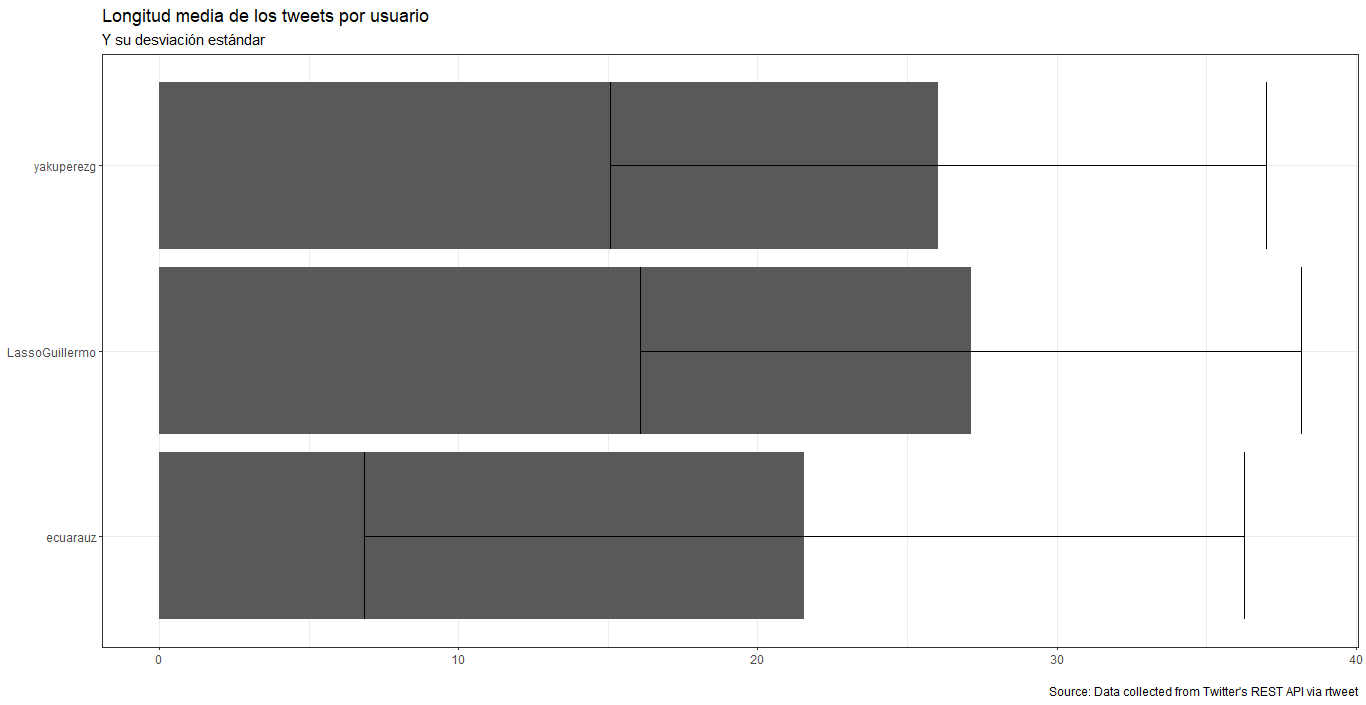 Longitud media de los tweets por usuario
Y su desviación estándar
yakuperezg
LassoGuillermo
ecuarauz
0 10 20 30 40
Source: Data collected from Twitter's REST API via rtweet